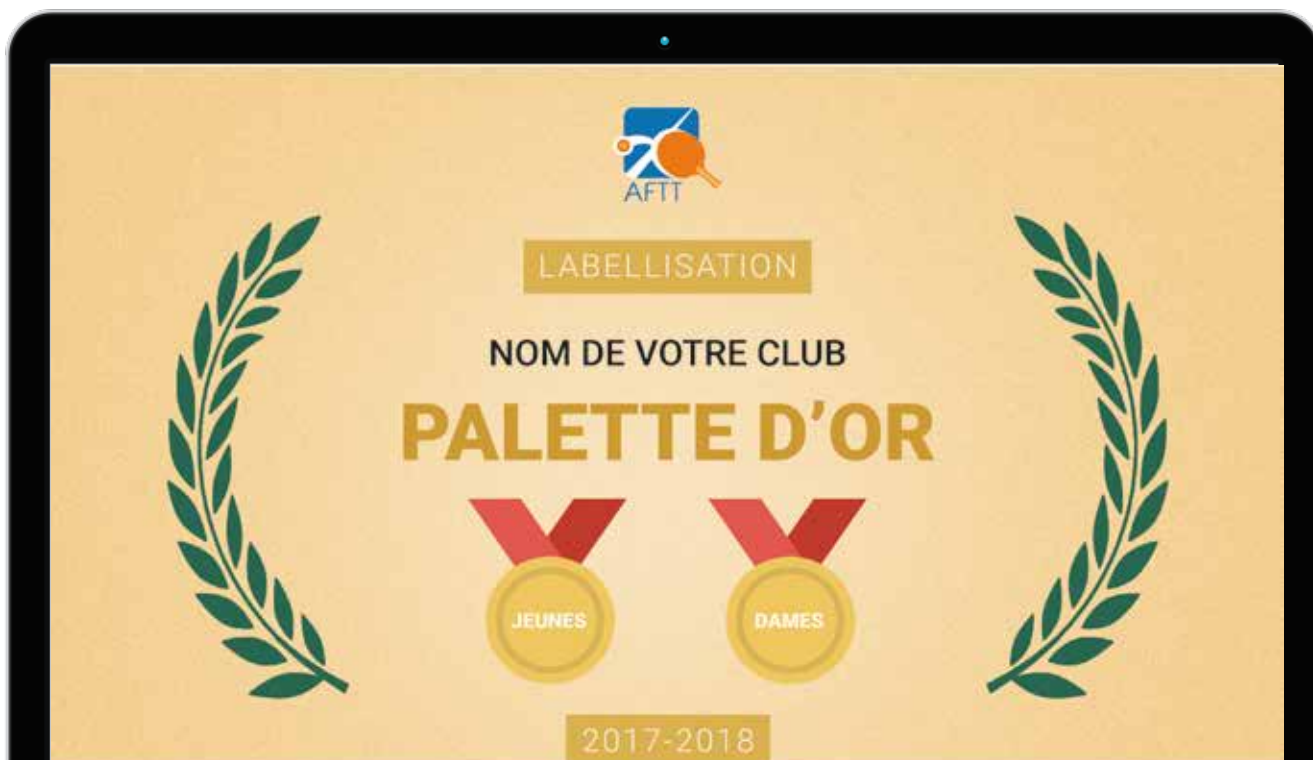 AFTT
LABELLISATION
NOM DE VOTRE CLUB
PALETTE D'OR
JEUNES
DAMES
2017-2018